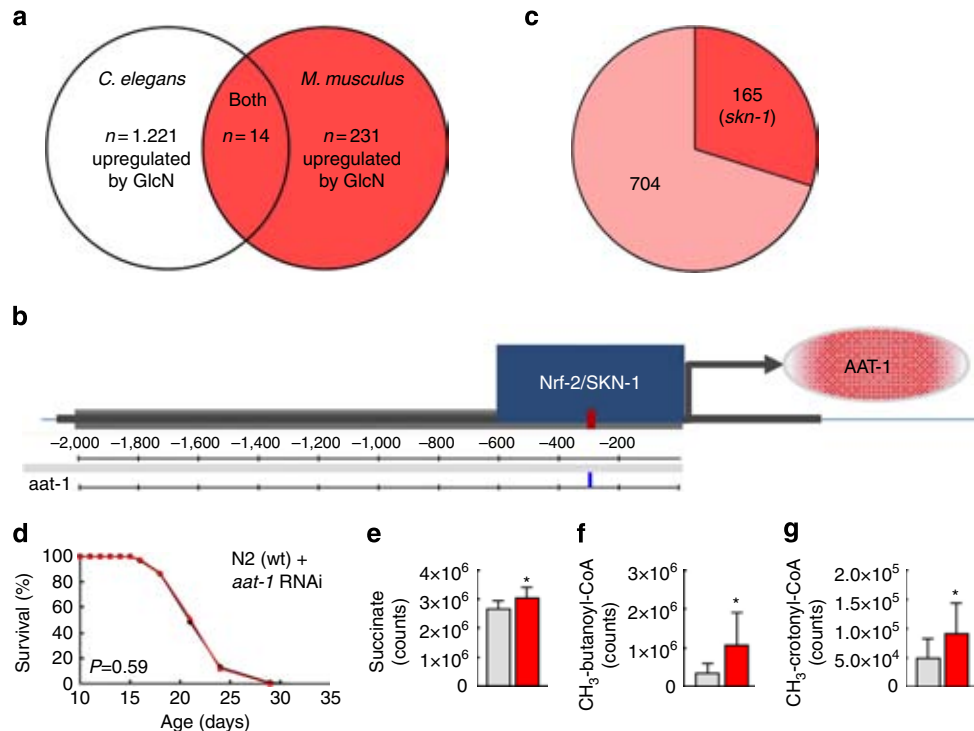 a
C. elegans
n=1.221
upregulated
by GlcN
Both
n=14
M. musculus
n=231
upregulated
by GlcN
c
165
(skn-1)
704
b
Nrf-2/SKN-1
AAT-1
–2,000 –1,800 –1,600 –1,400 –1,200 –1,000 –800 –600 –400 –200
aat-1
d
N2 (wt) +
aat-1 RNAi
Survival (%)
100
80
60
40
20
0
P=0.59
10 15 20 25 30 35
Age (days)
e
Succinate
(counts)
4×10⁶
3×10⁶
2×10⁶
1×10⁶
0
*
f
CH₃-butanoyl-CoA
(counts)
3×10⁶
2×10⁶
1×10⁶
0
*
g
CH₃-crotonyl-CoA
(counts)
2.0×10⁵
1.5×10⁵
1.0×10⁵
5.0×10⁴
0
*